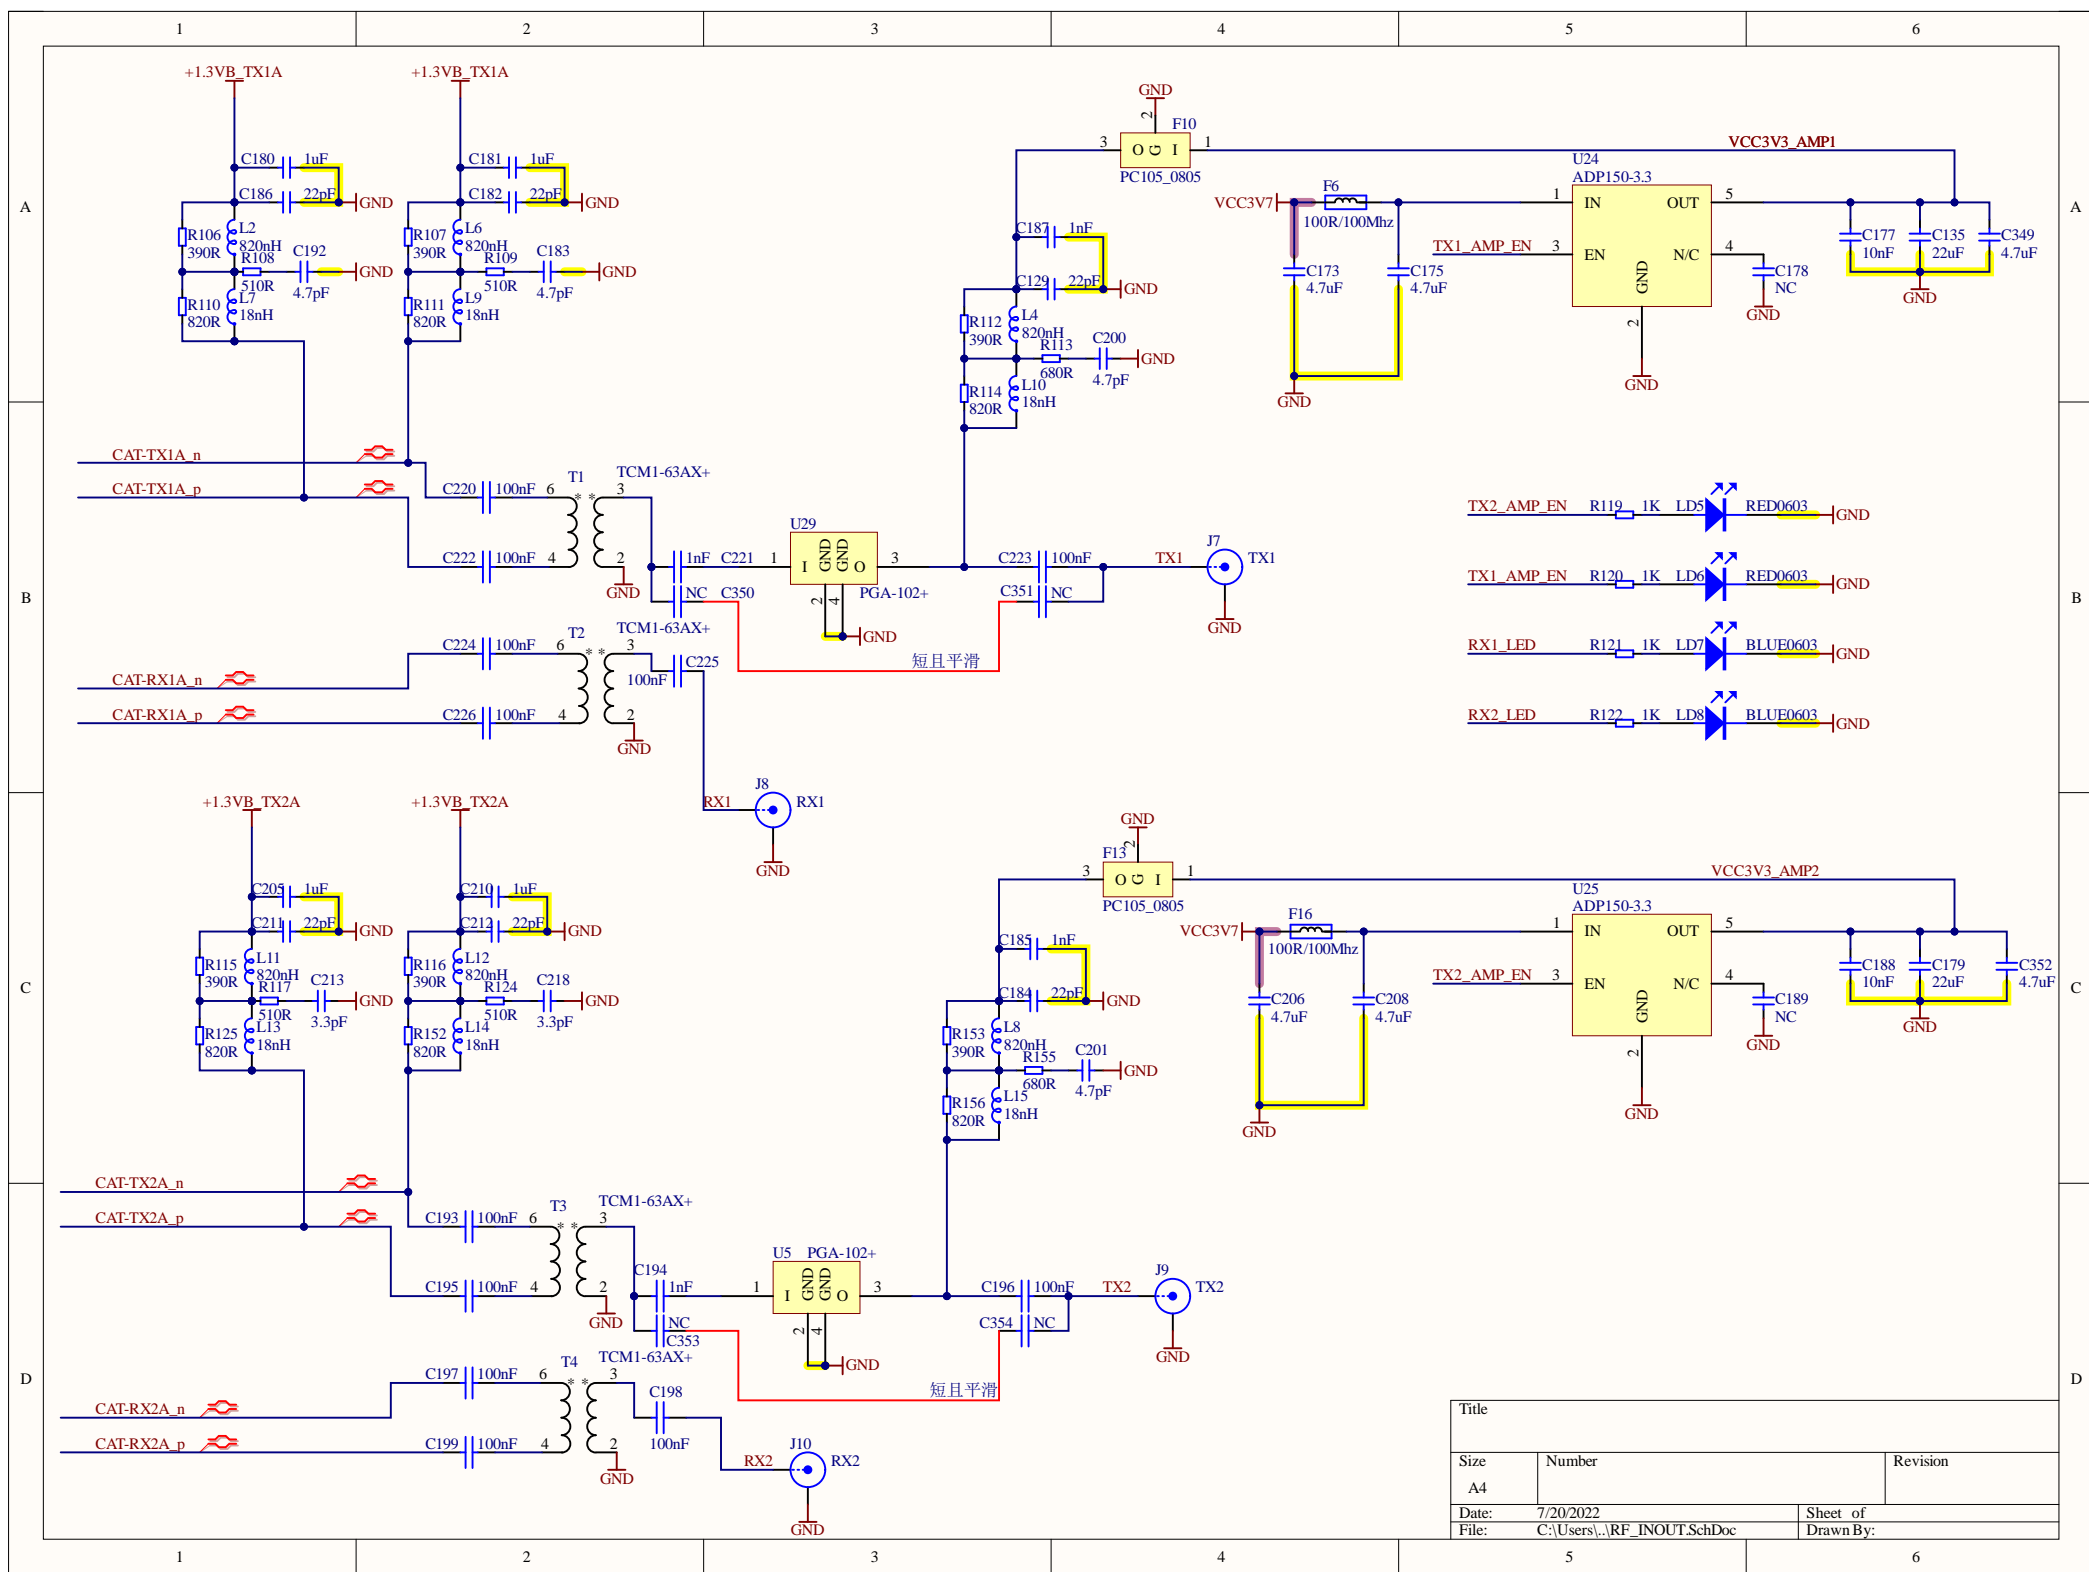 1 2 3 4 5 6
+1.3VB_TX1A
+1.3VB_TX1A
GND
2
F10
3
O G I
1
PC105_0805
VCC3V3_AMP1
A
C180 1uF
C186 22pF
GND
R106
390R
L2
820nH
R108
510R
C192
4.7pF
GND
R110
820R
L7
18nH
C181 1uF
C182 22pF
GND
R107
390R
L6
820nH
R109
510R
C183
4.7pF
GND
R111
820R
L9
18nH
C187 1nF
C129 22pF
GND
R112
390R
L4
820nH
R113
680R
C200
4.7pF
GND
R114
820R
L10
18nH
VCC3V7
F6
100R/100Mhz
C173
4.7uF
C175
4.7uF
GND
TX1_AMP_EN
U24
ADP150-3.3
1 IN OUT 5
3 EN N/C 4
GND
2
GND
C178
NC
GND
C177
10nF
C135
22uF
C349
4.7uF
GND
A
B
CAT-TX1A_n
CAT-TX1A_p
C220 100nF
C222 100nF
T1
TCM1-63AX+
6
* *
3
4
2
GND
1nF C221
NC C350
U29
1
I GND GND O
3
2 4
PGA-102+
GND
短且平滑
C223 100nF
C351 NC
TX1
J7
TX1
GND
TX2_AMP_EN R119 1K LD5 RED0603 GND
TX1_AMP_EN R120 1K LD6 RED0603 GND
RX1_LED R121 1K LD7 BLUE0603 GND
RX2_LED R122 1K LD8 BLUE0603 GND
CAT-RX1A_n
CAT-RX1A_p
C224 100nF
C226 100nF
T2
TCM1-63AX+
6
* *
3
4
2
GND
C225
100nF
RX1
J8
RX1
GND
B
C
+1.3VB_TX2A
+1.3VB_TX2A
C205 1uF
C211 22pF
GND
R115
390R
L11
820nH
R117
510R
C213
3.3pF
GND
R125
820R
L13
18nH
C210 1uF
C212 22pF
GND
R116
390R
L12
820nH
R124
510R
C218
3.3pF
GND
R152
820R
L14
18nH
GND
2
F13
3
O G I
1
PC105_0805
VCC3V3_AMP2
C185 1nF
C184 22pF
GND
R153
390R
L8
820nH
R155
680R
C201
4.7pF
GND
R156
820R
L15
18nH
VCC3V7
F16
100R/100Mhz
C206
4.7uF
C208
4.7uF
GND
TX2_AMP_EN
U25
ADP150-3.3
1 IN OUT 5
3 EN N/C 4
GND
2
GND
C189
NC
GND
C188
10nF
C179
22uF
C352
4.7uF
GND
C
D
CAT-TX2A_n
CAT-TX2A_p
C193 100nF
C195 100nF
T3
TCM1-63AX+
6
* *
3
4
2
GND
C194
1nF
NC
C353
U5 PGA-102+
1
I GND GND O
3
2 4
GND
短且平滑
C196 100nF
C354 NC
TX2
J9
TX2
GND
CAT-RX2A_n
CAT-RX2A_p
C197 100nF
C199 100nF
T4
TCM1-63AX+
6
* *
3
4
2
GND
C198
100nF
RX2
J10
RX2
GND
D
Title
Size Number Revision
A4
Date: 7/20/2022 Sheet of
File: C:\Users\..\RF_INOUT.SchDoc Drawn By:
1 2 3 4 5 6